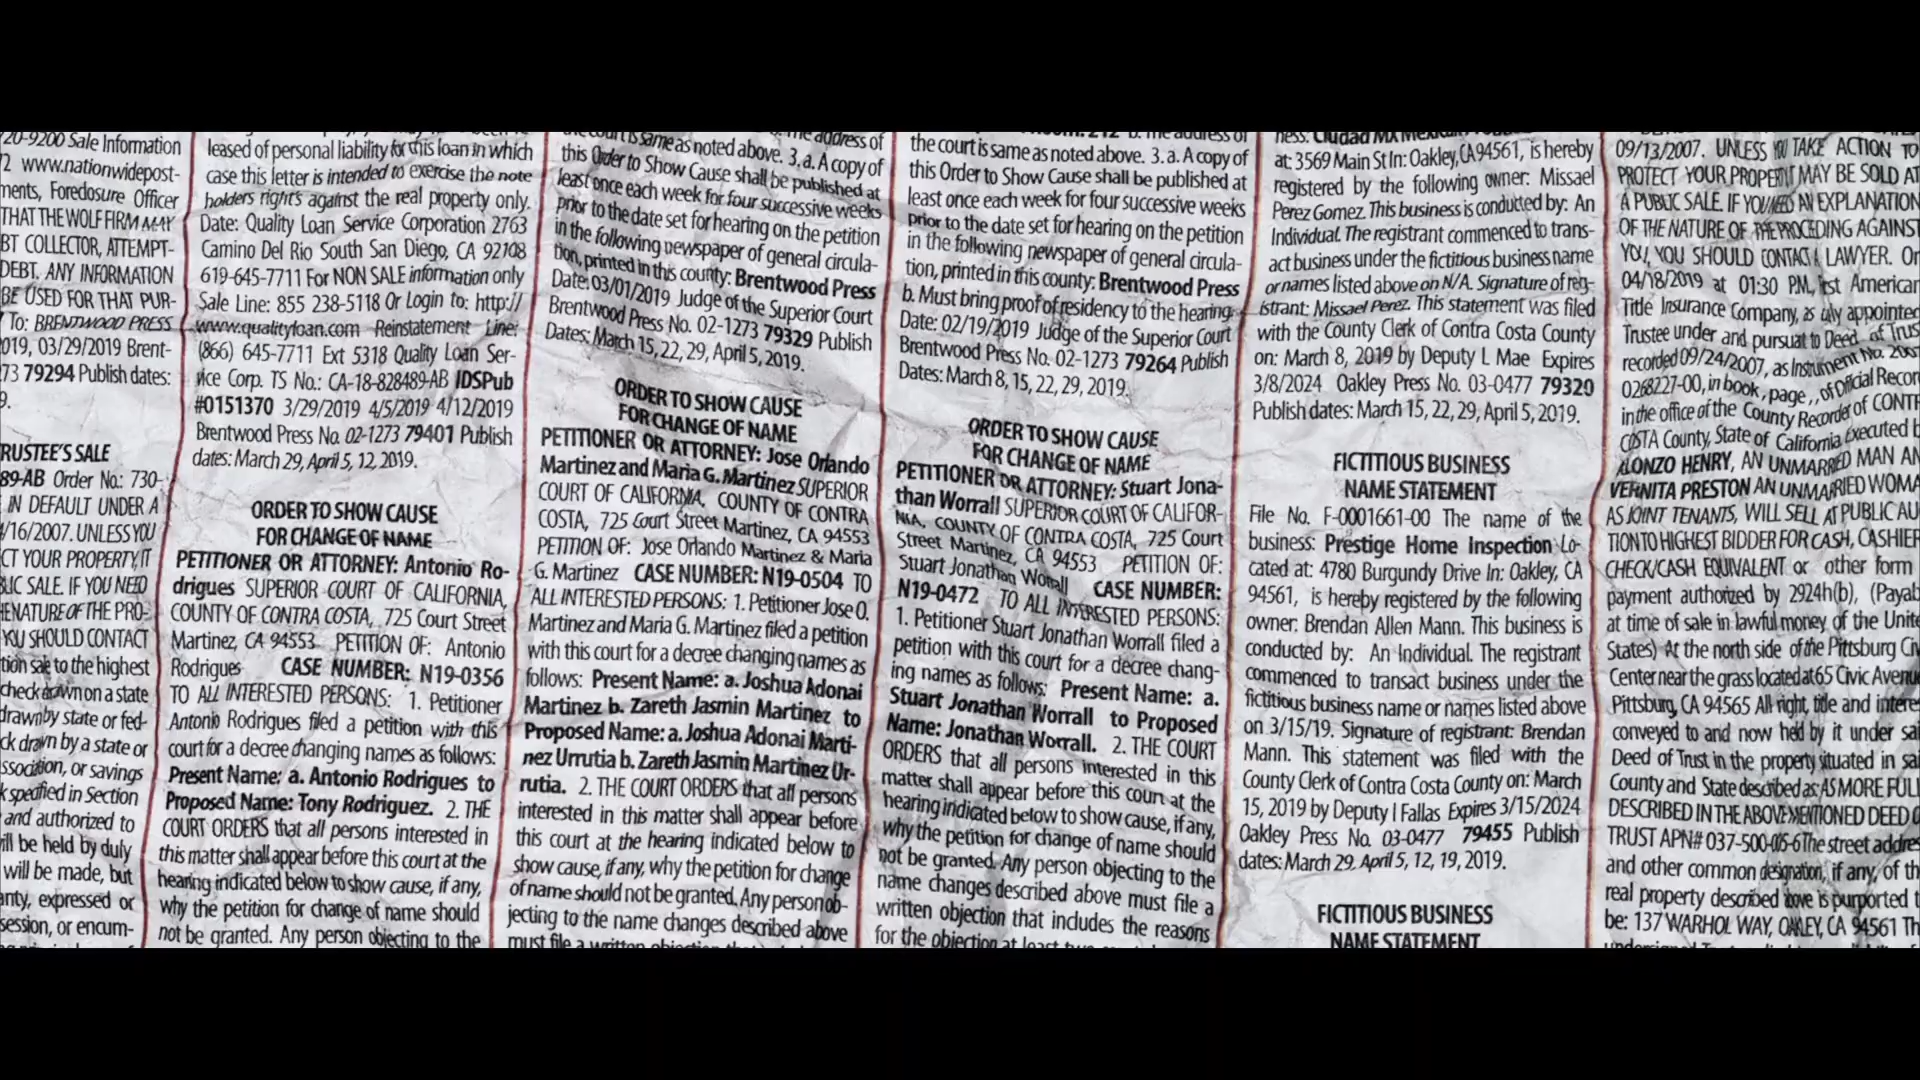 20-9200 Sale Information
2 www.nationwidepost-
ments, Foreclosure Officer
THAT THE WOLF FIRM MAY
BT COLLECTOR, ATTEMPT-
DEBT. ANY INFORMATION
BE USED FOR THAT PUR-
To: BRENTWOOD PRESS
019, 03/29/2019 Brent-
73 79294 Publish dates:
9.
RUSTEE'S SALE
89-AB Order No.: 730-
IN DEFAULT UNDER A
/16/2007. UNLESS YOU
CT YOUR PROPERTY, IT
BLIC SALE. IF YOU NEED
HE NATURE OF THE PRO-
YOU SHOULD CONTACT
tion sale to the highest
check drawn on a state
drawn by state or fed-
ck drawn by a state or
ssociation, or savings
k specified in Section
and authorized to
ill be held by duly
will be made, but
anty, expressed or
session, or encum-
leased of personal liability for this loan in which
case this letter is intended to exercise the note
holders right's against the real property only.
Date: Quality Loan Service Corporation 2763
Camino Del Rio South San Diego, CA 92108
619-645-7711 For NON SALE information only
Sale Line: 855 238-5118 Or Login to: http://
www.qualityloan.com Reinstatement Line:
(866) 645-7711 Ext 5318 Quality Loan Ser-
vice Corp. TS No.: CA-18-828489-AB IDSPub
#0151370 3/29/2019 4/5/2019 4/12/2019
Brentwood Press No. 02-1273 79401 Publish
dates: March 29, April 5, 12, 2019.
ORDER TO SHOW CAUSE
FOR CHANGE OF NAME
PETITIONER OR ATTORNEY: Antonio Ro-
drigues SUPERIOR COURT OF CALIFORNIA,
COUNTY OF CONTRA COSTA, 725 Court Street
Martinez, CA 94553 PETITION OF: Antonio
Rodrigues CASE NUMBER: N19-0356
TO ALL INTERESTED PERSONS: 1. Petitioner
Antonio Rodrigues filed a petition with this
court for a decree changing names as follows:
Present Name: a. Antonio Rodrigues to
Proposed Name: Tony Rodriguez. 2. THE
COURT ORDERS that all persons interested in
this matter shall appear before this court at the
hearing indicated below to show cause, if any,
why the petition for change of name should
not be granted. Any person objecting to the
the court is same as noted above. 3. a. A copy of
this Order to Show Cause shall be published at
least once each week for four successive weeks
prior to the date set for hearing on the petition
in the following newspaper of general circula-
tion, printed in this county: Brentwood Press
Date: 03/01/2019 Judge of the Superior Court
Brentwood Press No. 02-1273 79329 Publish
Dates: March 15, 22, 29, April 5, 2019.
ORDER TO SHOW CAUSE
FOR CHANGE OF NAME
PETITIONER OR ATTORNEY: Jose Orlando
Martinez and Maria G. Martinez SUPERIOR
COURT OF CALIFORNIA, COUNTY OF CONTRA
COSTA, 725 Court Street Martinez, CA 94553
PETITION OF: Jose Orlando Martinez & Maria
G. Martinez CASE NUMBER: N19-0504 TO
ALL INTERESTED PERSONS: 1. Petitioner Jose O.
Martinez and Maria G. Martinez filed a petition
with this court for a decree changing names as
follows: Present Name: a. Joshua Adonai
Martinez b. Zareth Jasmin Martinez to
Proposed Name: a. Joshua Adonai Marti-
nez Urrutia b. Zareth Jasmin Martinez Ur-
rutia. 2. THE COURT ORDERS that all persons
interested in this matter shall appear before
this court at the hearing indicated below to
show cause, if any, why the petition for change
of name should not be granted. Any person ob-
jecting to the name changes described above
must file a written
the court is same as noted above. 3. a. A copy of
this Order to Show Cause shall be published at
least once each week for four successive weeks
prior to the date set for hearing on the petition
in the following newspaper of general circula-
tion, printed in this county: Brentwood Press
b. Must bring proof of residency to the hearing.
Date: 02/19/2019 Judge of the Superior Court
Brentwood Press No. 02-1273 79264 Publish
Dates: March 8, 15, 22, 29, 2019.
ORDER TO SHOW CAUSE
FOR CHANGE OF NAME
PETITIONER OR ATTORNEY: Stuart Jona-
than Worrall SUPERIOR COURT OF CALIFOR-
NIA, COUNTY OF CONTRA COSTA, 725 Court
Street Martinez, CA 94553 PETITION OF:
Stuart Jonathan Worall CASE NUMBER:
N19-0472 TO ALL INTERESTED PERSONS:
1. Petitioner Stuart Jonathan Worrall filed a
petition with this court for a decree chang-
ing names as follows: Present Name: a.
Stuart Jonathan Worrall to Proposed
Name: Jonathan Worrall. 2. THE COURT
ORDERS that all persons interested in this
matter shall appear before this court at the
hearing indicated below to show cause, if any,
why the petition for change of name should
not be granted. Any person objecting to the
name changes described above must file a
written objection that includes the reasons
for the objection at least two
ness: Ciudad MX Mexican
at: 3569 Main St In: Oakley, CA 94561, is hereby
registered by the following owner: Missael
Perez Gomez. This business is conducted by: An
Individual. The registrant commenced to trans-
act business under the fictitious business name
or names listed above on N/A. Signature of reg-
istrant: Missael Perez. This statement was filed
with the County Clerk of Contra Costa County
on: March 8, 2019 by Deputy L Mae Expires
3/8/2024 Oakley Press No. 03-0477 79320
Publish dates: March 15, 22, 29, April 5, 2019.
FICTITIOUS BUSINESS
NAME STATEMENT
File No. F-0001661-00 The name of the
business: Prestige Home Inspection Lo-
cated at: 4780 Burgundy Drive In: Oakley, CA
94561, is hereby registered by the following
owner: Brendan Allen Mann. This business is
conducted by: An Individual. The registrant
commenced to transact business under the
fictitious business name or names listed above
on 3/15/19. Signature of registrant: Brendan
Mann. This statement was filed with the
County Clerk of Contra Costa County on: March
15, 2019 by Deputy I Fallas Expires 3/15/2024
Oakley Press No. 03-0477 79455 Publish
dates: March 29, April 5, 12, 19, 2019.
FICTITIOUS BUSINESS
NAME STATEMENT
09/13/2007. UNLESS YOU TAKE ACTION TO
PROTECT YOUR PROPERTY, IT MAY BE SOLD AT
A PUBLIC SALE. IF YOU NEED AN EXPLANATION
OF THE NATURE OF THE PROCEEDING AGAINST
YOU, YOU SHOULD CONTACT A LAWYER. On
04/18/2019 at 01:30 PM, First American
Title Insurance Company, as duly appointed
Trustee under and pursuant to Deed of Trust
recorded 09/24/2007, as Instrument No. 2007
0268227-00, in book , page , , of Official Recor
in the office of the County Recorder of CONTR
COSTA County, State of California. Executed b
ALONZO HENRY, AN UNMARRIED MAN AN
VERNITA PRESTON AN UNMARRIED WOMA
AS JOINT TENANTS, WILL SELL AT PUBLIC AU
TION TO HIGHEST BIDDER FOR CASH, CASHIER
CHECK/CASH EQUIVALENT or other form
payment authorized by 2924h(b), (Payab
at time of sale in lawful money of the Unite
States) At the north side of the Pittsburg Civ
Center near the grass located at 65 Civic Avenue
Pittsburg, CA 94565 All right, title and interes
conveyed to and now held by it under sai
Deed of Trust in the property situated in sai
County and State described as: AS MORE FULL
DESCRIBED IN THE ABOVE MENTIONED DEED O
TRUST APN# 037-500-016-6 The street addres
and other common designation, if any, of th
real property described above is purported t
be: 137 WARHOL WAY, OAKLEY, CA 94561 Th